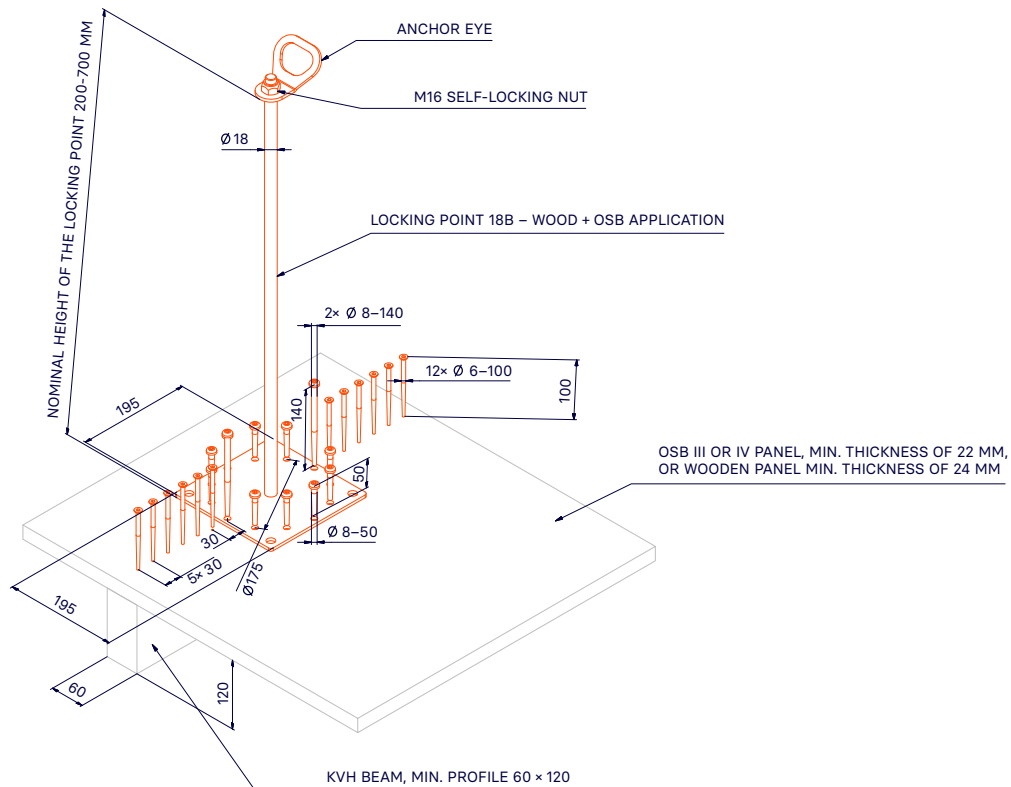 ANCHOR EYE
M16 SELF-LOCKING NUT
NOMINAL HEIGHT OF THE LOCKING POINT 200-700 MM
Ø 18
LOCKING POINT 18B – WOOD + OSB APPLICATION
2× Ø 8–140
12× Ø 6–100
100
195
140
OSB III OR IV PANEL, MIN. THICKNESS OF 22 MM,
OR WOODEN PANEL MIN. THICKNESS OF 24 MM
50
Ø 8–50
30
5× 30
Ø175
195
60
120
KVH BEAM, MIN. PROFILE 60 × 120